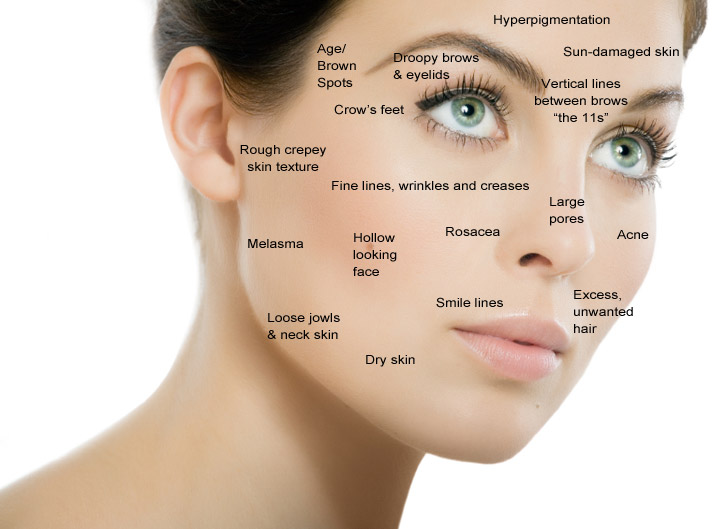 Hyperpigmentation
Sun-damaged skin
Age/
Brown
Spots
Droopy brows
& eyelids
Vertical lines
between brows
“the 11s”
Crow’s feet
Rough crepey
skin texture
Fine lines, wrinkles and creases
Large
pores
Acne
Rosacea
Melasma
Hollow
looking
face
Smile lines
Excess,
unwanted
hair
Loose jowls
& neck skin
Dry skin